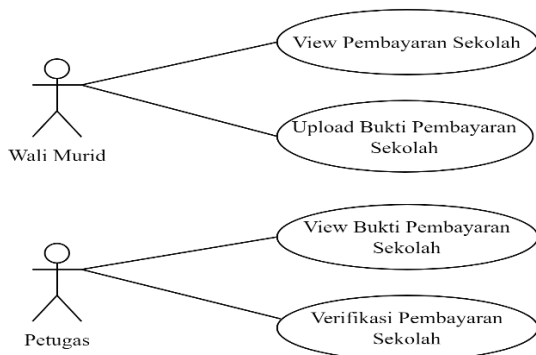 View Pembayaran Sekolah
Wali Murid
Upload Bukti Pembayaran
Sekolah
View Bukti Pembayaran
Sekolah
Petugas
Verifikasi Pembayaran
Sekolah